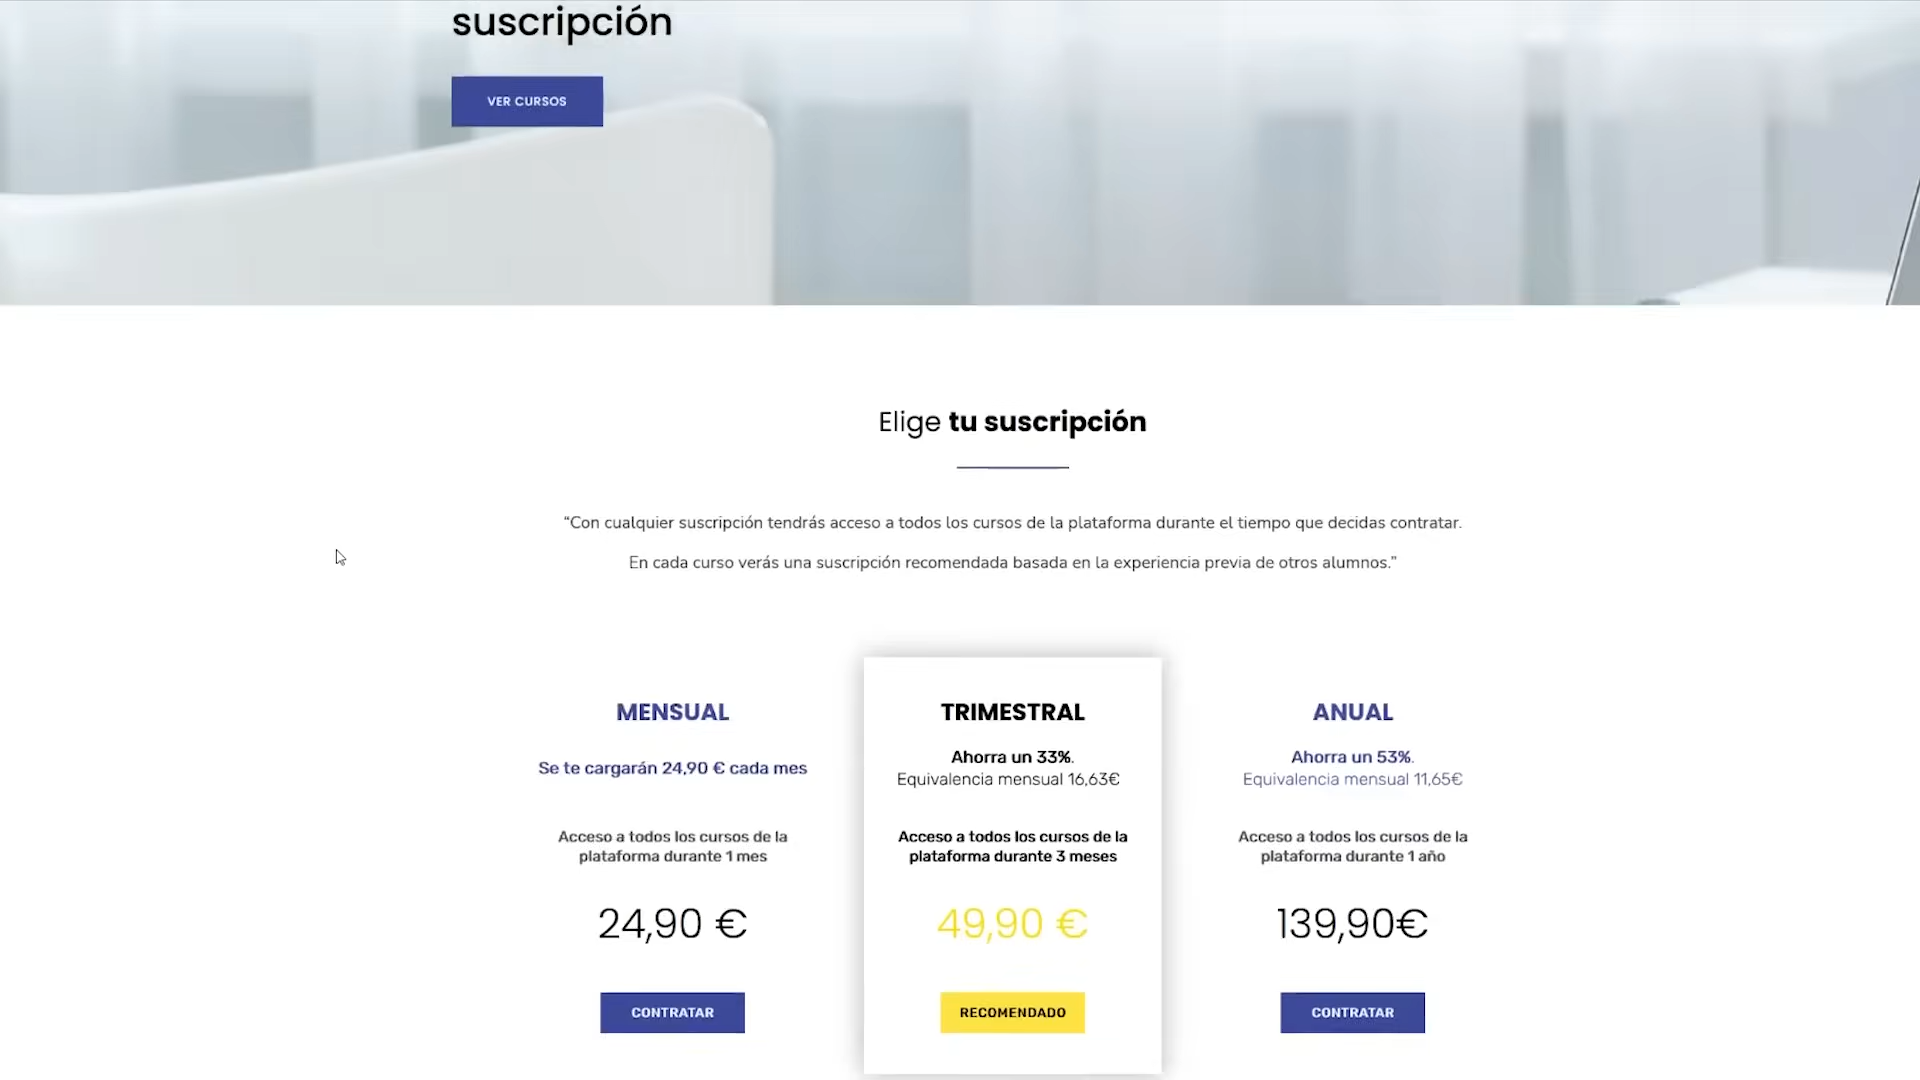 suscripción
VER CURSOS
Elige tu suscripción
“Con cualquier suscripción tendrás acceso a todos los cursos de la plataforma durante el tiempo que decidas contratar.
En cada curso verás una suscripción recomendada basada en la experiencia previa de otros alumnos.”
MENSUAL
Se te cargarán 24,90 € cada mes
Acceso a todos los cursos de la
plataforma durante 1 mes
24,90 €
CONTRATAR
TRIMESTRAL
Ahorra un 33%.
Equivalencia mensual 16,63€
Acceso a todos los cursos de la
plataforma durante 3 meses
49,90 €
RECOMENDADO
ANUAL
Ahorra un 53%.
Equivalencia mensual 11,65€
Acceso a todos los cursos de la
plataforma durante 1 año
139,90€
CONTRATAR